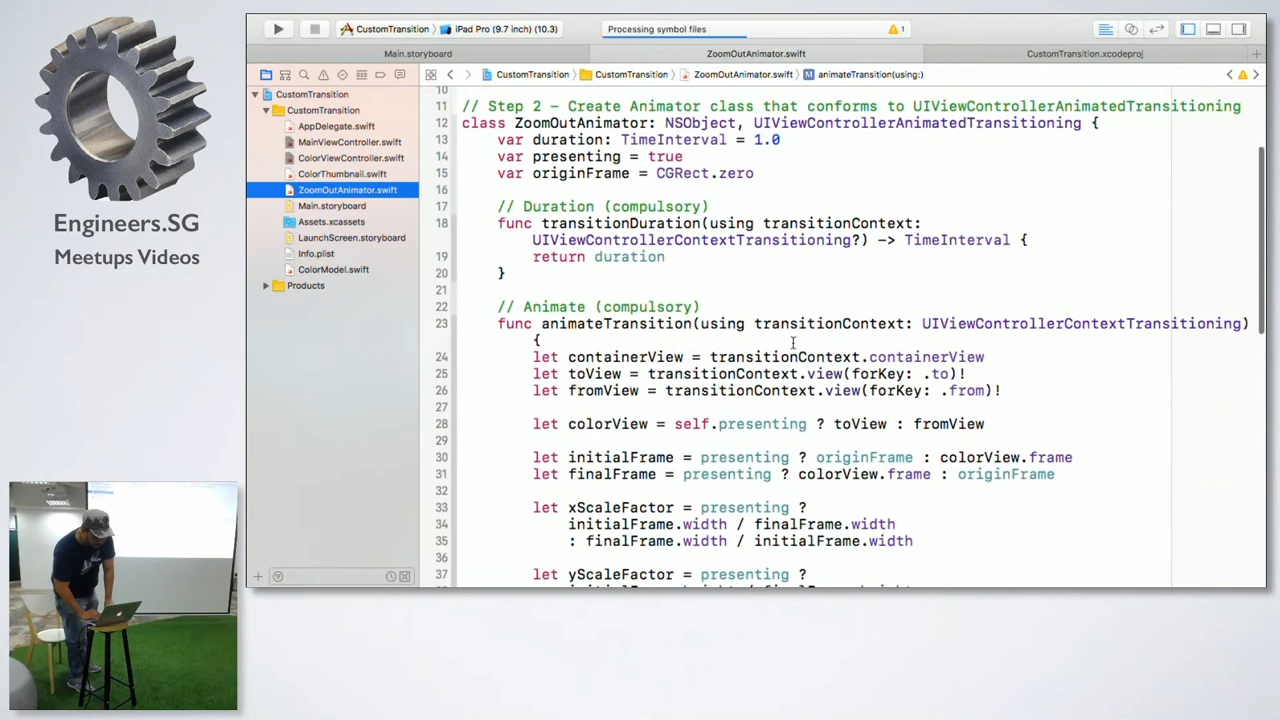 Engineers.SG
Meetups Videos
CustomTransition
iPad Pro (9.7 inch) (10.3)
Processing symbol files
1
Main.storyboard
ZoomOutAnimator.swift
CustomTransition.xcodeproj
CustomTransition
CustomTransition
ZoomOutAnimator.swift
animateTransition(using:)
CustomTransition
CustomTransition
AppDelegate.swift
MainViewController.swift
ColorViewController.swift
ColorThumbnail.swift
ZoomOutAnimator.swift
Main.storyboard
Assets.xcassets
LaunchScreen.storyboard
Info.plist
ColorModel.swift
Products
10
11 // Step 2 – Create Animator class that conforms to UIViewControllerAnimatedTransitioning
12 class ZoomOutAnimator: NSObject, UIViewControllerAnimatedTransitioning {
13 var duration: TimeInterval = 1.0
14 var presenting = true
15 var originFrame = CGRect.zero
16
17 // Duration (compulsory)
18 func transitionDuration(using transitionContext:
UIViewControllerContextTransitioning?) -> TimeInterval {
19 return duration
20 }
21
22 // Animate (compulsory)
23 func animateTransition(using transitionContext: UIViewControllerContextTransitioning)
{
24 let containerView = transitionContext.containerView
25 let toView = transitionContext.view(forKey: .to)!
26 let fromView = transitionContext.view(forKey: .from)!
27
28 let colorView = self.presenting ? toView : fromView
29
30 let initialFrame = presenting ? originFrame : colorView.frame
31 let finalFrame = presenting ? colorView.frame : originFrame
32
33 let xScaleFactor = presenting ?
34 initialFrame.width / finalFrame.width
35 : finalFrame.width / initialFrame.width
36
37 let yScaleFactor = presenting ?